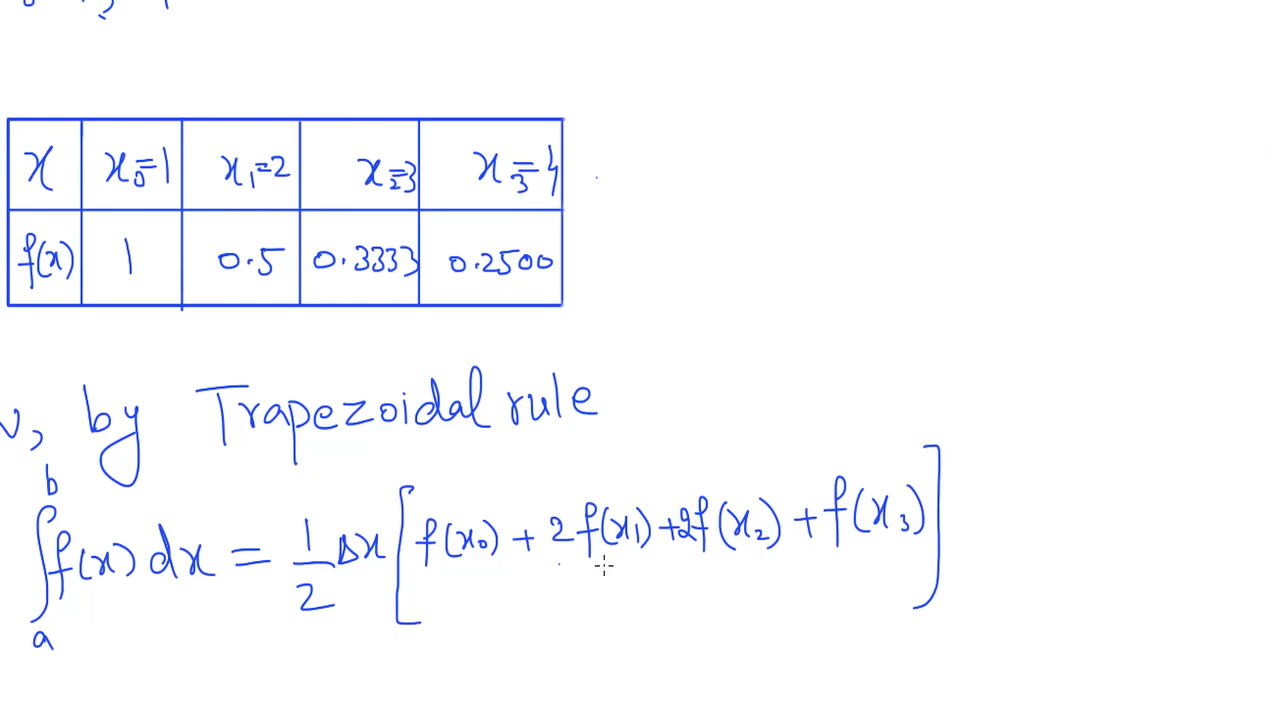 x x₀=1 x₁=2 x₂=3 x₃=4
f(x) 1 0.5 0.3333 0.2500
, by Trapezoidal rule
∫ₐᵇ f(x) dx = 1/2 Δx [f(x₀) + 2f(x₁) + 2f(x₂) + f(x₃)]